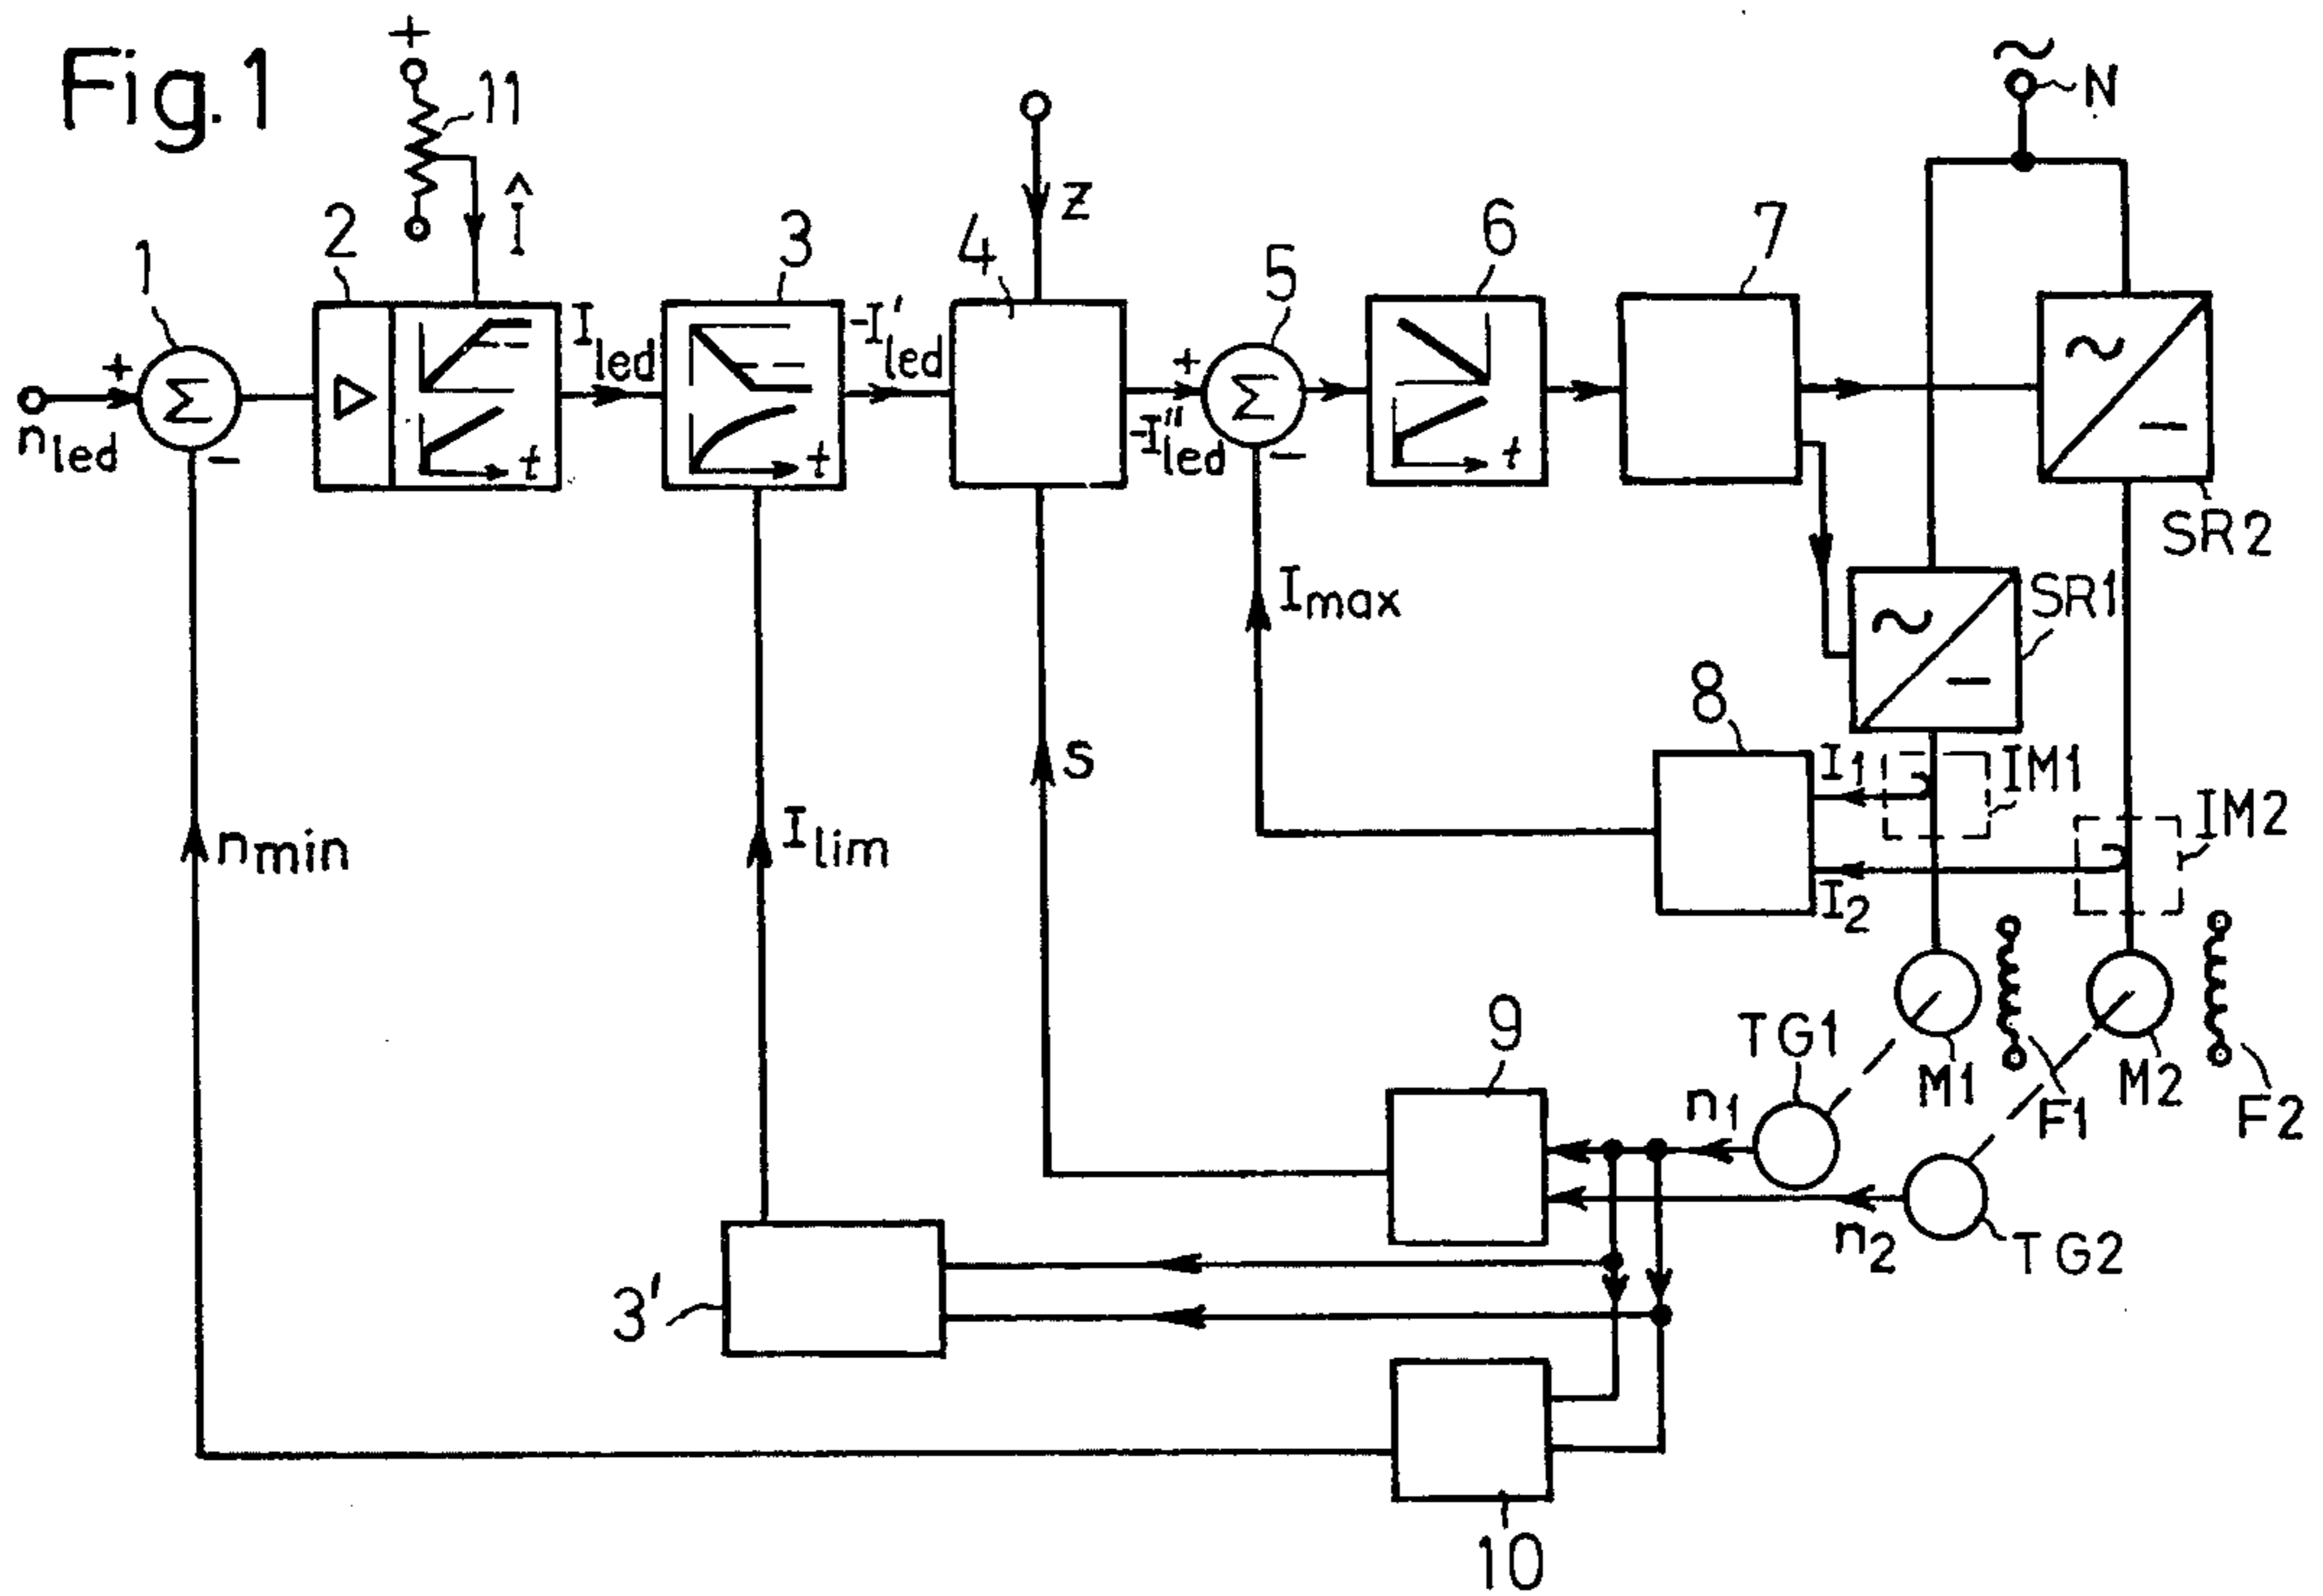 Fig.1
+
11
Î
~
N
1
2
3
4
z
5
6
7
+
n_led
Σ
-
t
I_led
t
-I'_led
+
-I''_led
Σ
-
t
~
-
SR2
~
-
SR1
I_max
8
I_1
IM1
IM2
I_2
S
n_min
I_lim
9
TG1
n_1
M1
F1
M2
F2
n_2
TG2
3'
10